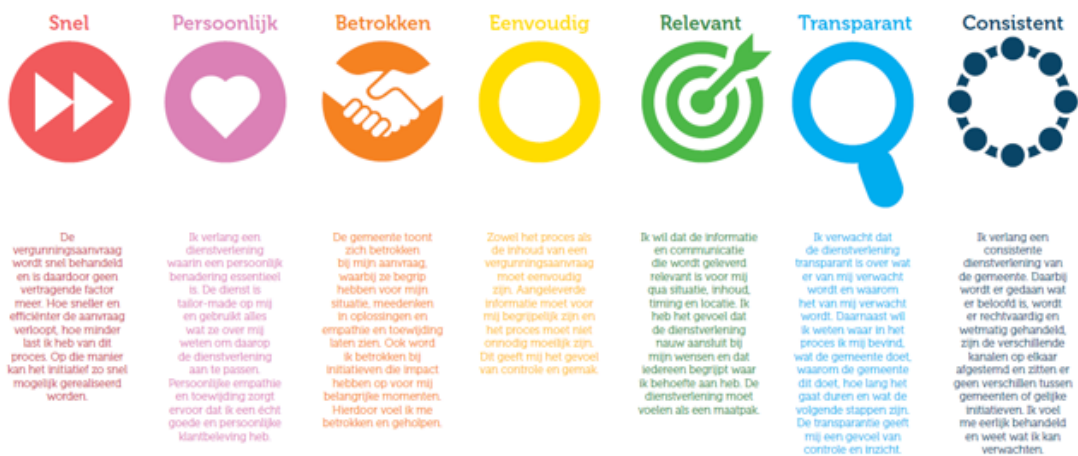 Snel
Persoonlijk
Betrokken
Eenvoudig
Relevant
Transparant
Consistent
De
vergunningsaanvraag
wordt snel behandeld
en is daardoor geen
vertragende factor
meer. Hoe sneller en
efficiënter de aanvraag
verloopt, hoe minder
last ik heb van dit
proces. Op die manier
kan het initiatief zo snel
mogelijk gerealiseerd
worden.
Ik verlang een
dienstverlening
waarin een persoonlijk
benadering essentieel
is. De dienst is
tailor-made op mij
en gebruikt alles
wat ze over mij
weten om daarop
de dienstverlening
aan te passen.
Persoonlijke empathie
en toewijding zorgt
ervoor dat ik een écht
goede en persoonlijke
klantbeleving heb.
De gemeente toont
zich betrokken
bij mijn aanvraag,
waarbij ze begrip
hebben voor mijn
situatie, meedenken
in oplossingen en
empathie en toewijding
laten zien. Ook word
ik betrokken bij
initiatieven die impact
hebben op voor mij
belangrijke momenten.
Hierdoor voel ik me
betrokken en geholpen.
Zowel het proces als
de inhoud van een
vergunningsaanvraag
moet eenvoudig
zijn. Aangeleverde
informatie moet voor
mij begrijpelijk zijn en
het proces moet niet
onnodig moeilijk zijn.
Dit geeft mij het gevoel
van controle en gemak.
Ik wil dat de informatie
en communicatie
die wordt geleverd
relevant is voor mij
qua situatie, inhoud,
timing en locatie. Ik
heb het gevoel dat
de dienstverlening
nauw aansluit bij
mijn wensen en dat
iedereen begrijpt waar
ik behoefte aan heb. De
dienstverlening moet
voelen als een maatpak.
Ik verwacht dat
de dienstverlening
transparant is over wat
er van mij verwacht
wordt en waarom
het van mij verwacht
wordt. Daarnaast wil
ik weten waar in het
proces ik mij bevind,
wat de gemeente doet,
waarom de gemeente
dit doet, hoe lang het
gaat duren en wat de
volgende stappen zijn.
De transparantie geeft
mij een gevoel van
controle en inzicht.
Ik verlang een
consistente
dienstverlening van
de gemeente. Daarbij
wordt er gedaan wat
er beloofd is, wordt
er rechtvaardig en
wetmatig gehandeld,
zijn de verschillende
kanalen op elkaar
afgestemd en zitten er
geen verschillen tussen
gemeenten of gelijke
initiatieven. Ik voel
me eerlijk behandeld
en weet wat ik kan
verwachten.